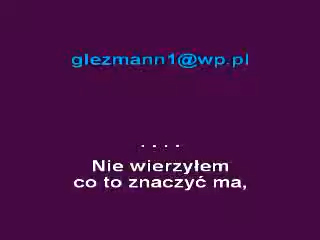 glezmann1@wp.pl
. . . .
Nie wierzyłem
co to znaczyć ma,